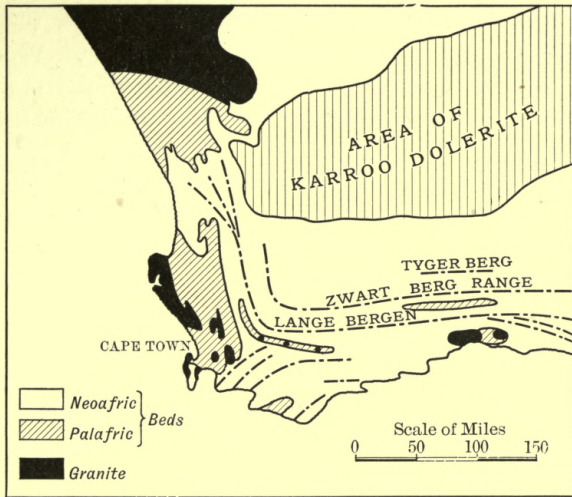 AREA OF
KARROO DOLERITE
TYGER BERG
ZWART BERG RANGE
LANGE BERGEN
CAPE TOWN
Neoafric
Palafric
Beds
Granite
Scale of Miles
0 50 100 150